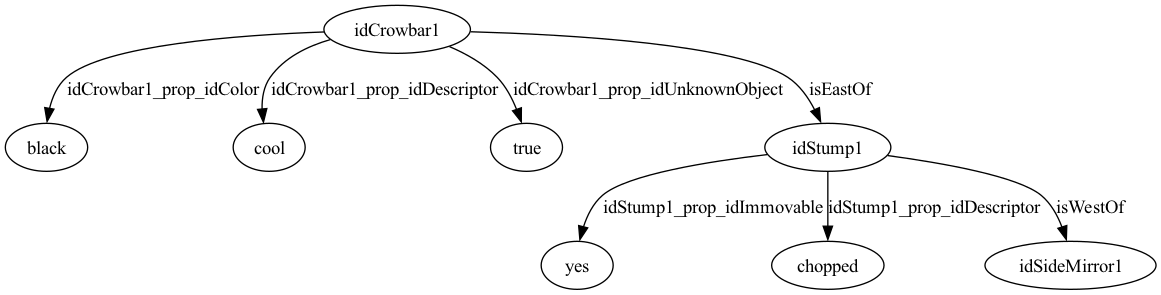 idCrowbar1
idCrowbar1_prop_idColor idCrowbar1_prop_idDescriptor idCrowbar1_prop_idUnknownObject isEastOf
black cool true idStump1
idStump1_prop_idImmovable idStump1_prop_idDescriptor isWestOf
yes chopped idSideMirror1